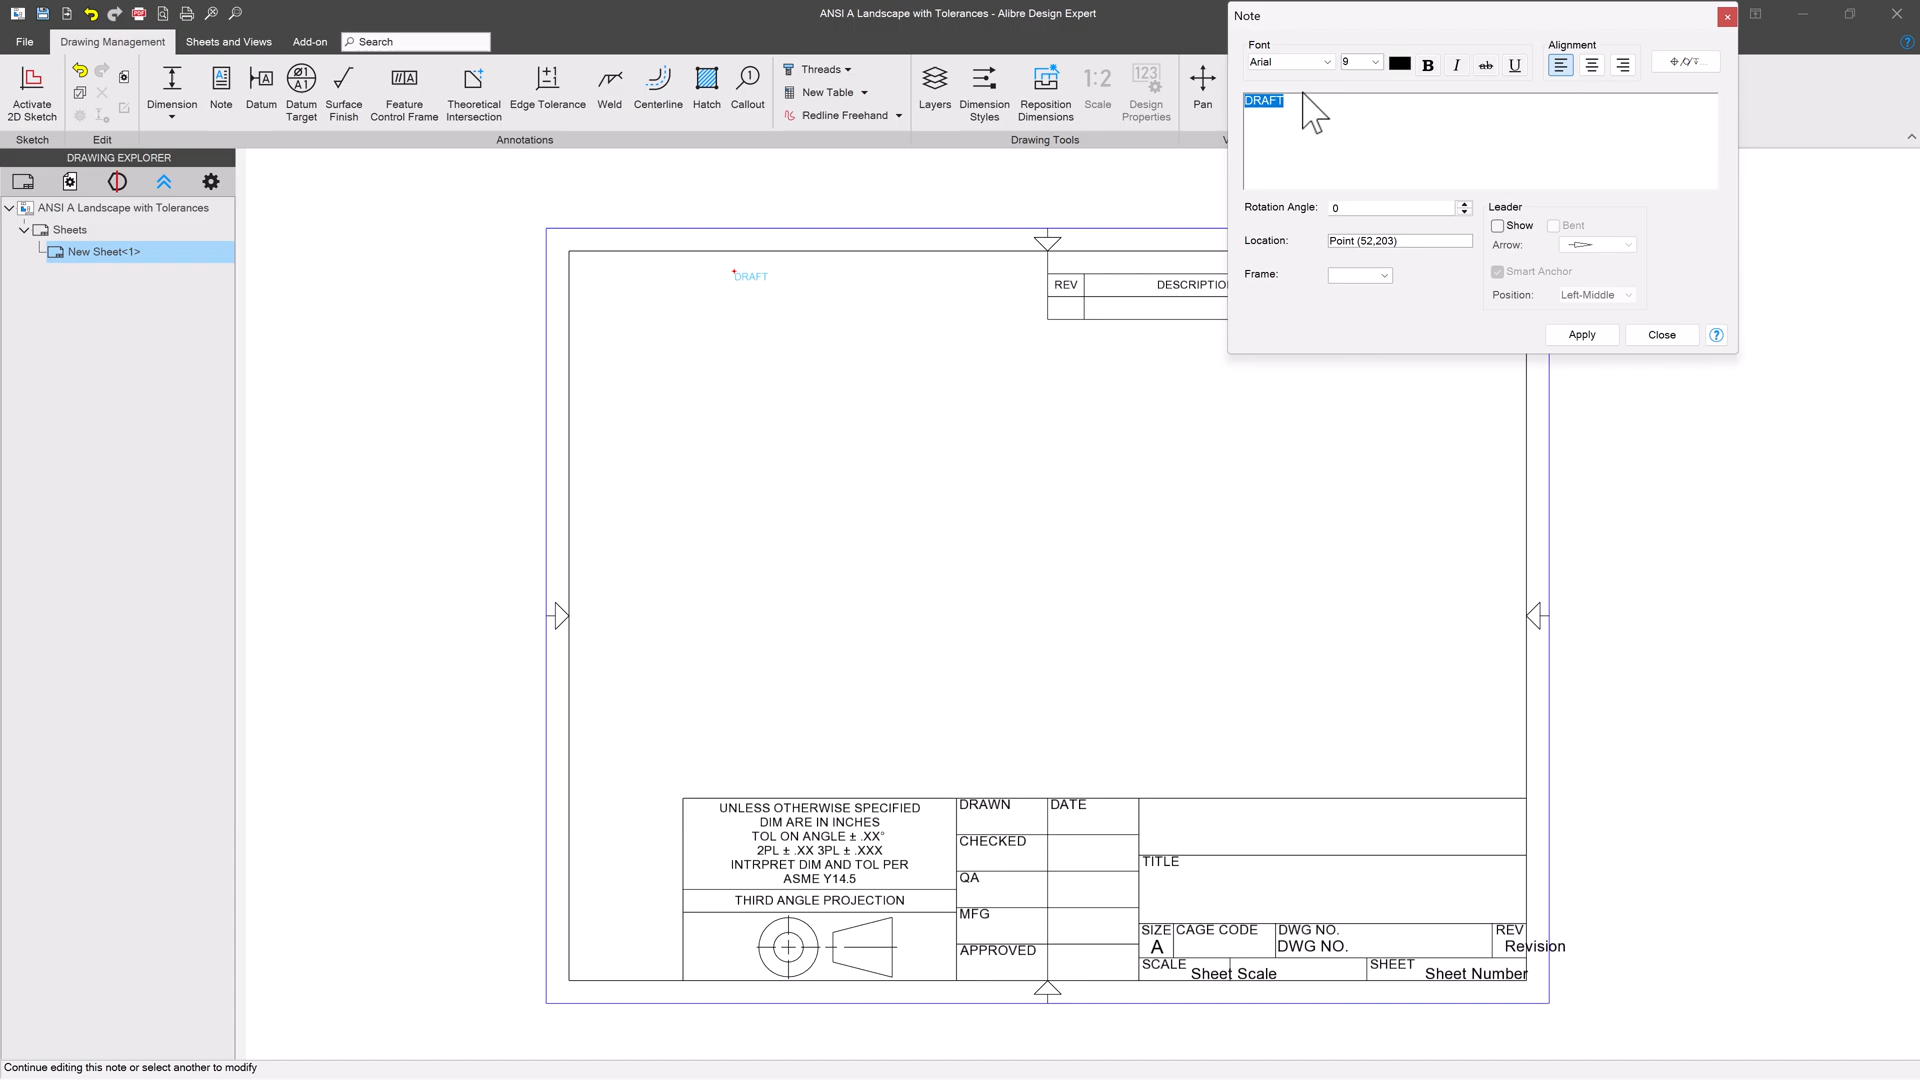 ANSI A Landscape with Tolerances - Alibre Design Expert
Note
File
Drawing Management
Sheets and Views
Add-on
Search
Font
Arial
9
B
I
ab
U
Alignment
Activate
2D Sketch
Dimension
Note
Datum
Datum
Target
Surface
Finish
Feature
Control Frame
Theoretical
Intersection
Edge Tolerance
Weld
Centerline
Hatch
Callout
Threads
New Table
Redline Freehand
Layers
Dimension
Styles
Reposition
Dimensions
1:2
Scale
123
Design
Properties
Pan
Sketch
Edit
Annotations
Drawing Tools
V
DRAFT
Rotation Angle:
0
Location:
Point (52,203)
Frame:
Leader
Show
Bent
Arrow:
Smart Anchor
Position:
Left-Middle
Apply
Close
?
DRAWING EXPLORER
ANSI A Landscape with Tolerances
Sheets
New Sheet<1>
DRAFT
REV
DESCRIPTIO
UNLESS OTHERWISE SPECIFIED
DIM ARE IN INCHES
TOL ON ANGLE ± .XX°
2PL ± .XX 3PL ± .XXX
INTRPRET DIM AND TOL PER
ASME Y14.5
THIRD ANGLE PROJECTION
DRAWN
DATE
CHECKED
QA
MFG
APPROVED
TITLE
SIZE
A
CAGE CODE
DWG NO.
DWG NO.
REV
Revision
SCALE
Sheet Scale
SHEET
Sheet Number
Continue editing this note or select another to modify